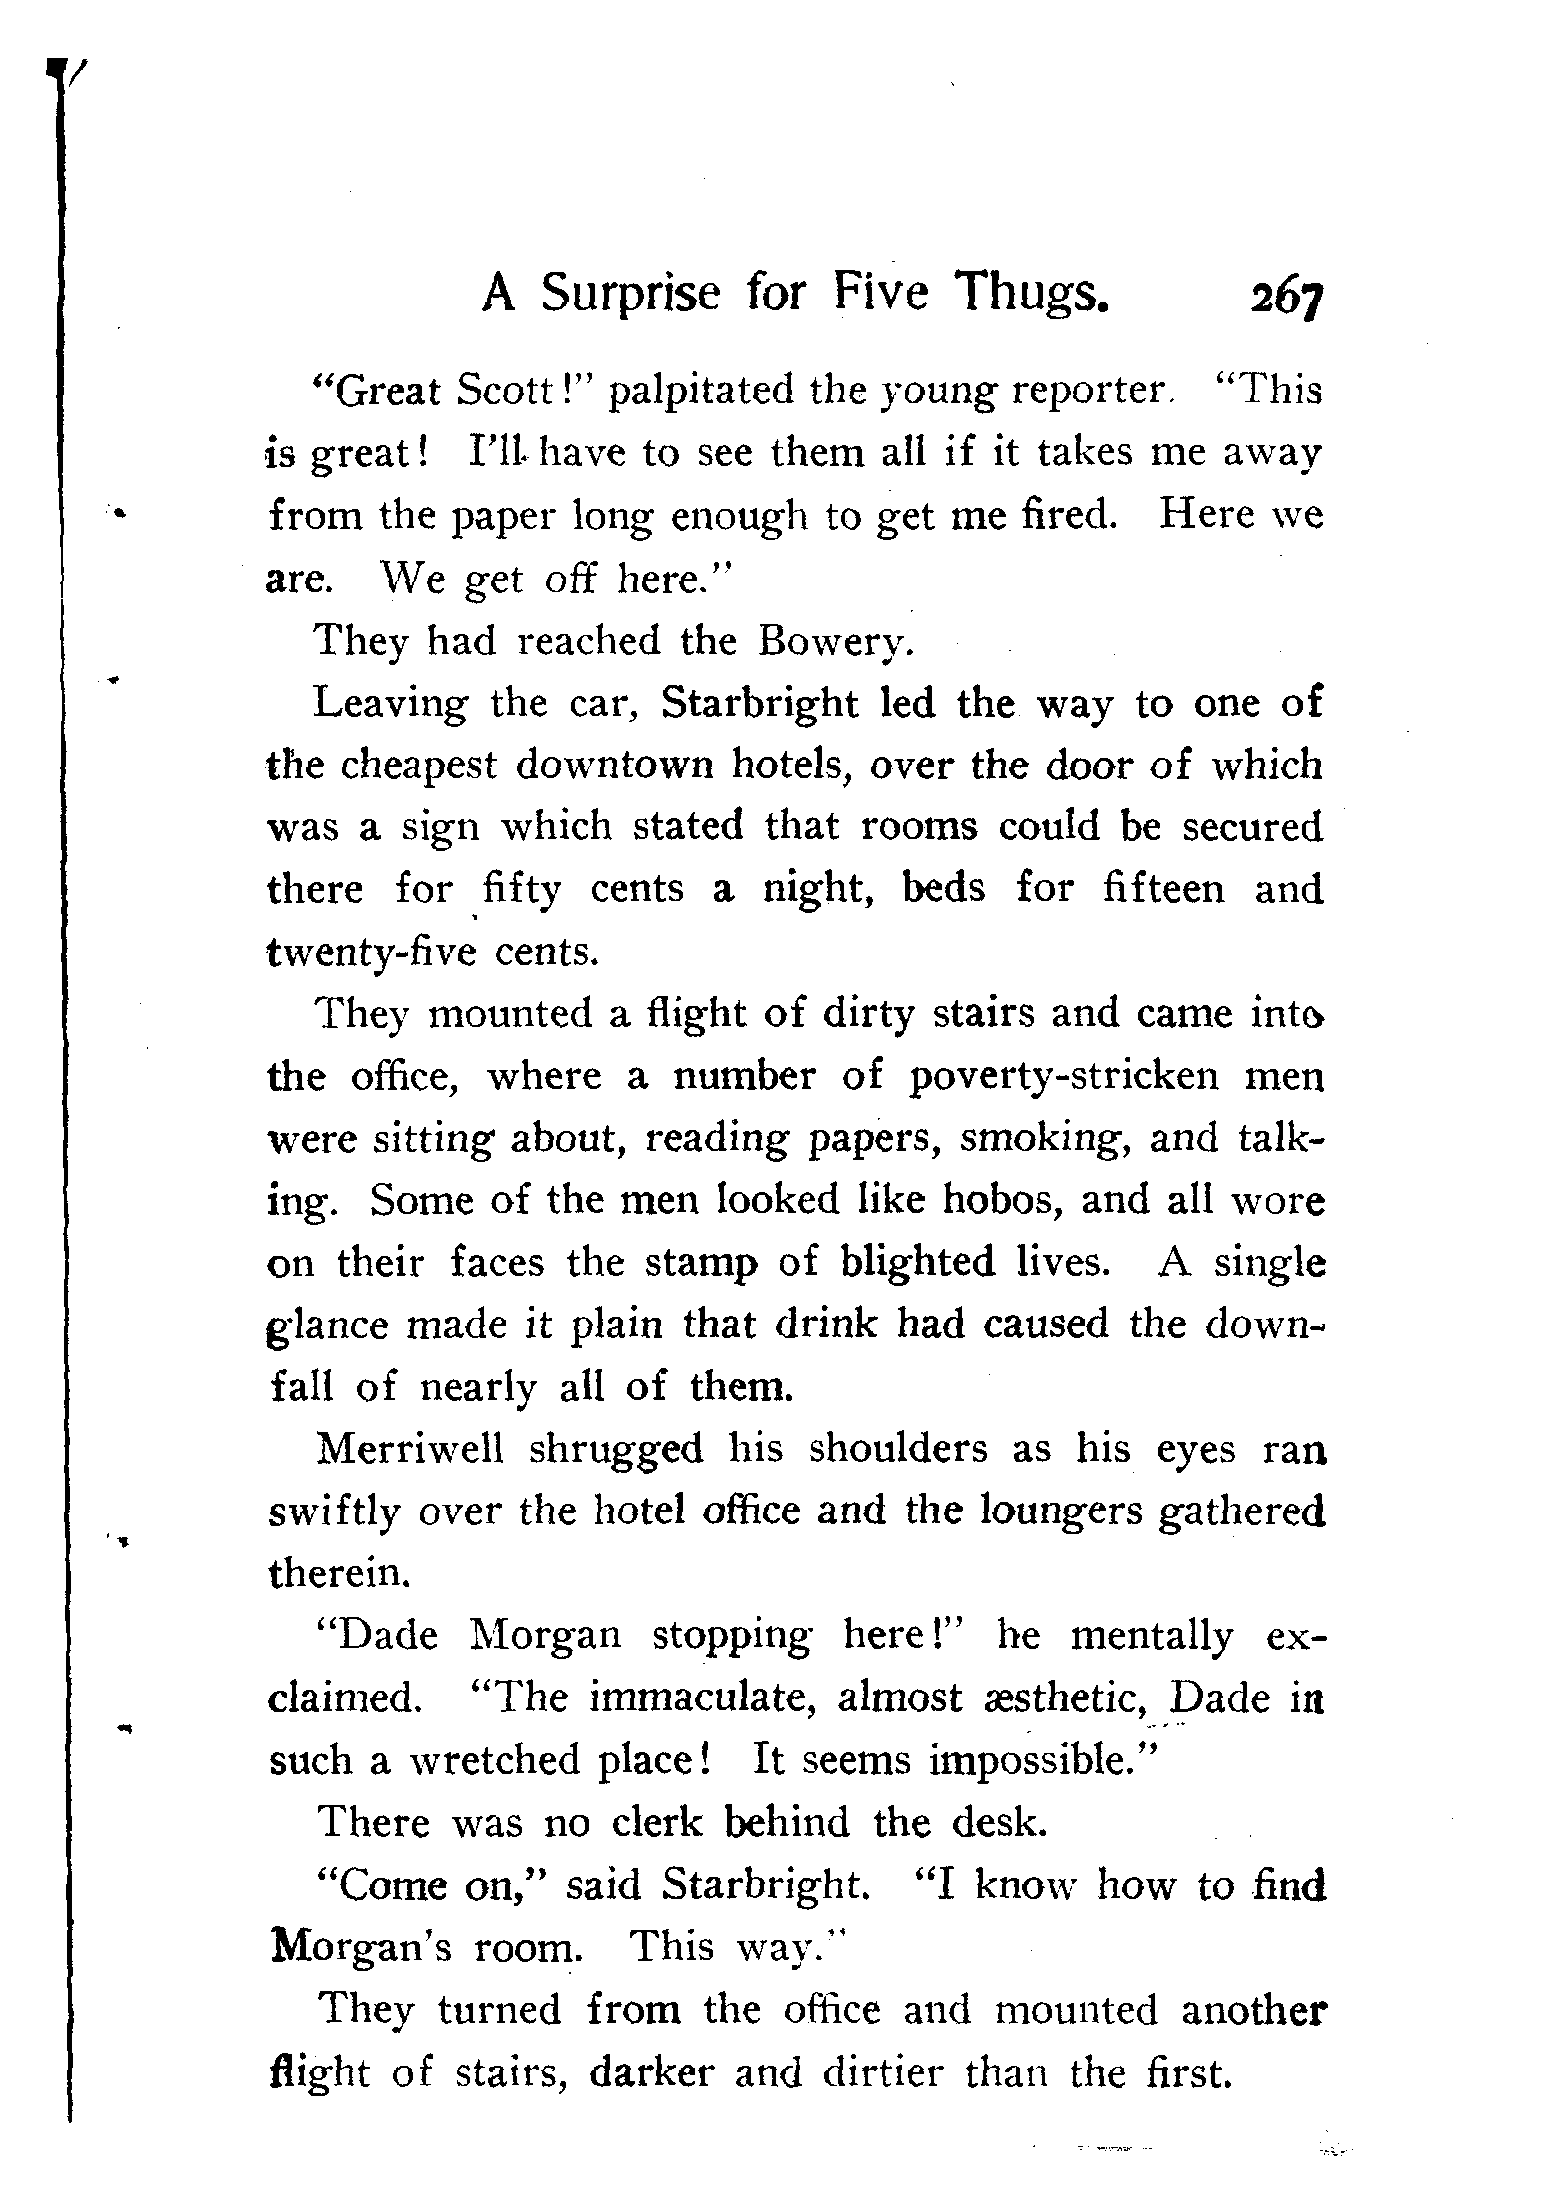 A Surprise for Five Thugs. 267
“Great Scott!” palpitated the young reporter. “This
is great! I’ll have to see them all if it takes me away
from the paper long enough to get me fired. Here we
are. We get off here.”
They had reached the Bowery.
Leaving the car, Starbright led the way to one of
the cheapest downtown hotels, over the door of which
was a sign which stated that rooms could be secured
there for fifty cents a night, beds for fifteen and
twenty-five cents.
They mounted a flight of dirty stairs and came into
the office, where a number of poverty-stricken men
were sitting about, reading papers, smoking, and talk-
ing. Some of the men looked like hobos, and all wore
on their faces the stamp of blighted lives. A single
glance made it plain that drink had caused the down-
fall of nearly all of them.
Merriwell shrugged his shoulders as his eyes ran
swiftly over the hotel office and the loungers gathered
therein.
“Dade Morgan stopping here!” he mentally ex-
claimed. “The immaculate, almost æsthetic, Dade in
such a wretched place! It seems impossible.”
There was no clerk behind the desk.
“Come on,” said Starbright. “I know how to find
Morgan’s room. This way.”
They turned from the office and mounted another
flight of stairs, darker and dirtier than the first.